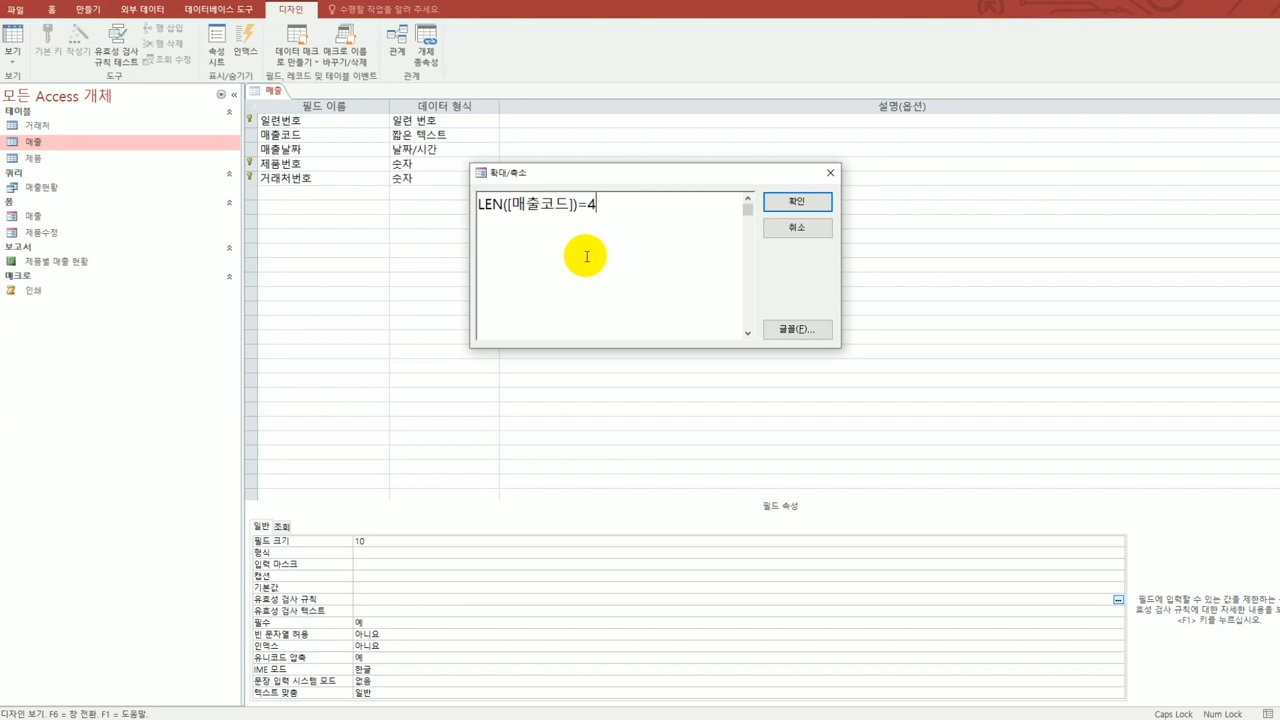 파일 홈 만들기 외부 데이터 데이터베이스 도구 디자인 수행할 작업을 알려 주세요.
보기
기본 키
작성기
유효성 검사 규칙 테스트
행 삽입
행 삭제
조회 수정
속성 시트
인덱스
데이터 매크로 만들기
매크로 이름 바꾸기/삭제
관계
개체 종속성
보기 도구 표시/숨기기 필드, 레코드 및 테이블 이벤트 관계
모든 Access 개체
테이블
거래처
매출
제품
쿼리
매출현황
폼
매출
제품수정
보고서
제품별 매출 현황
매크로
인쇄
매출
필드 이름 데이터 형식 설명(옵션)
일련번호 일련 번호
매출코드 짧은 텍스트
매출날짜 날짜/시간
제품번호 숫자
거래처번호 숫자
확대/축소
LEN([매출코드])=4
확인
취소
글꼴(F)...
필드 속성
일반 조회
필드 크기 10
형식
입력 마스크
캡션
기본값
유효성 검사 규칙
유효성 검사 텍스트
필수 예
빈 문자열 허용 아니요
인덱스 아니요
유니코드 압축 예
IME 모드 한글
문장 입력 시스템 모드 없음
텍스트 맞춤 일반
필드에 입력할 수 있는 값을 제한하는
효성 검사 규칙에 대한 자세한 내용을 보
<F1> 키를 누르십시오.
디자인 보기. F6 = 창 전환. F1 = 도움말.
Caps Lock Num Lock